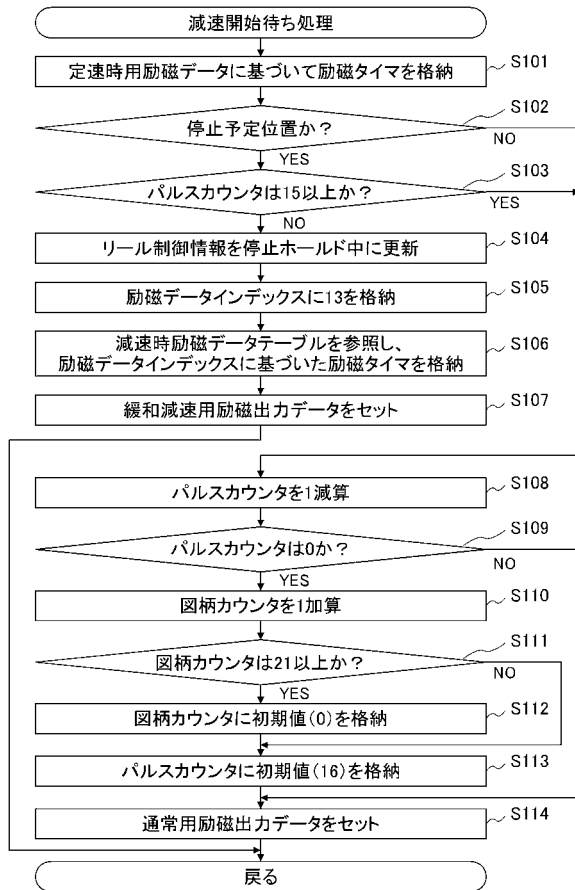 減速開始待ち処理
定速時用励磁データに基づいて励磁タイマを格納
S101
停止予定位置か?
S102
NO
YES
パルスカウンタは15以上か?
S103
YES
NO
リール制御情報を停止ホールド中に更新
S104
励磁データインデックスに13を格納
S105
減速時励磁データテーブルを参照し、
励磁データインデックスに基づいた励磁タイマを格納
S106
緩和減速用励磁出力データをセット
S107
パルスカウンタを1減算
S108
パルスカウンタは0か?
S109
NO
YES
図柄カウンタを1加算
S110
図柄カウンタは21以上か?
S111
NO
YES
図柄カウンタに初期値(0)を格納
S112
パルスカウンタに初期値(16)を格納
S113
通常用励磁出力データをセット
S114
戻る